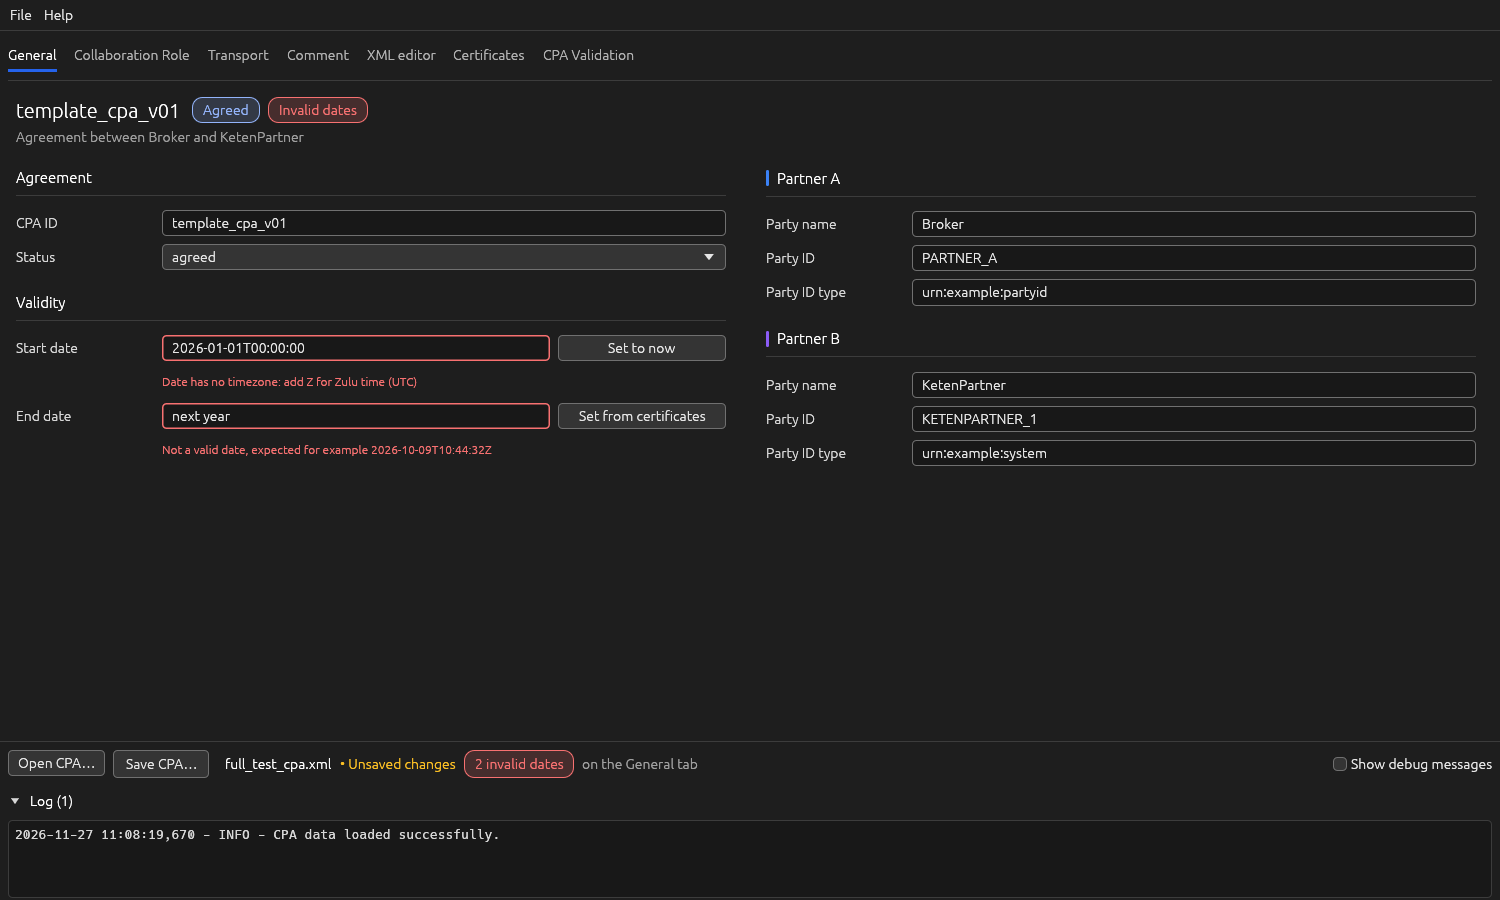 File Help
General Collaboration Role Transport Comment XML editor Certificates CPA Validation
template_cpa_v01 Agreed Invalid dates
Agreement between Broker and KetenPartner
Agreement
CPA ID template_cpa_v01
Status agreed
Validity
Start date 2026-01-01T00:00:00 Set to now
Date has no timezone: add Z for Zulu time (UTC)
End date next year Set from certificates
Not a valid date, expected for example 2026-10-09T10:44:32Z
Partner A
Party name Broker
Party ID PARTNER_A
Party ID type urn:example:partyid
Partner B
Party name KetenPartner
Party ID KETENPARTNER_1
Party ID type urn:example:system
Open CPA... Save CPA... full_test_cpa.xml • Unsaved changes 2 invalid dates on the General tab Show debug messages
Log (1)
2026-11-27 11:08:19,670 - INFO - CPA data loaded successfully.